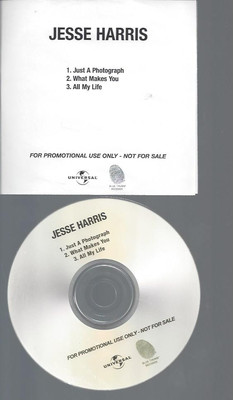 JESSE HARRIS
1. Just A Photograph
2. What Makes You
3. All My Life
FOR PROMOTIONAL USE ONLY - NOT FOR SALE
UNIVERSAL
JESSE HARRIS
1. Just A Photograph
2. What Makes You
3. All My Life
FOR PROMOTIONAL USE ONLY - NOT FOR SALE
UNIVERSAL